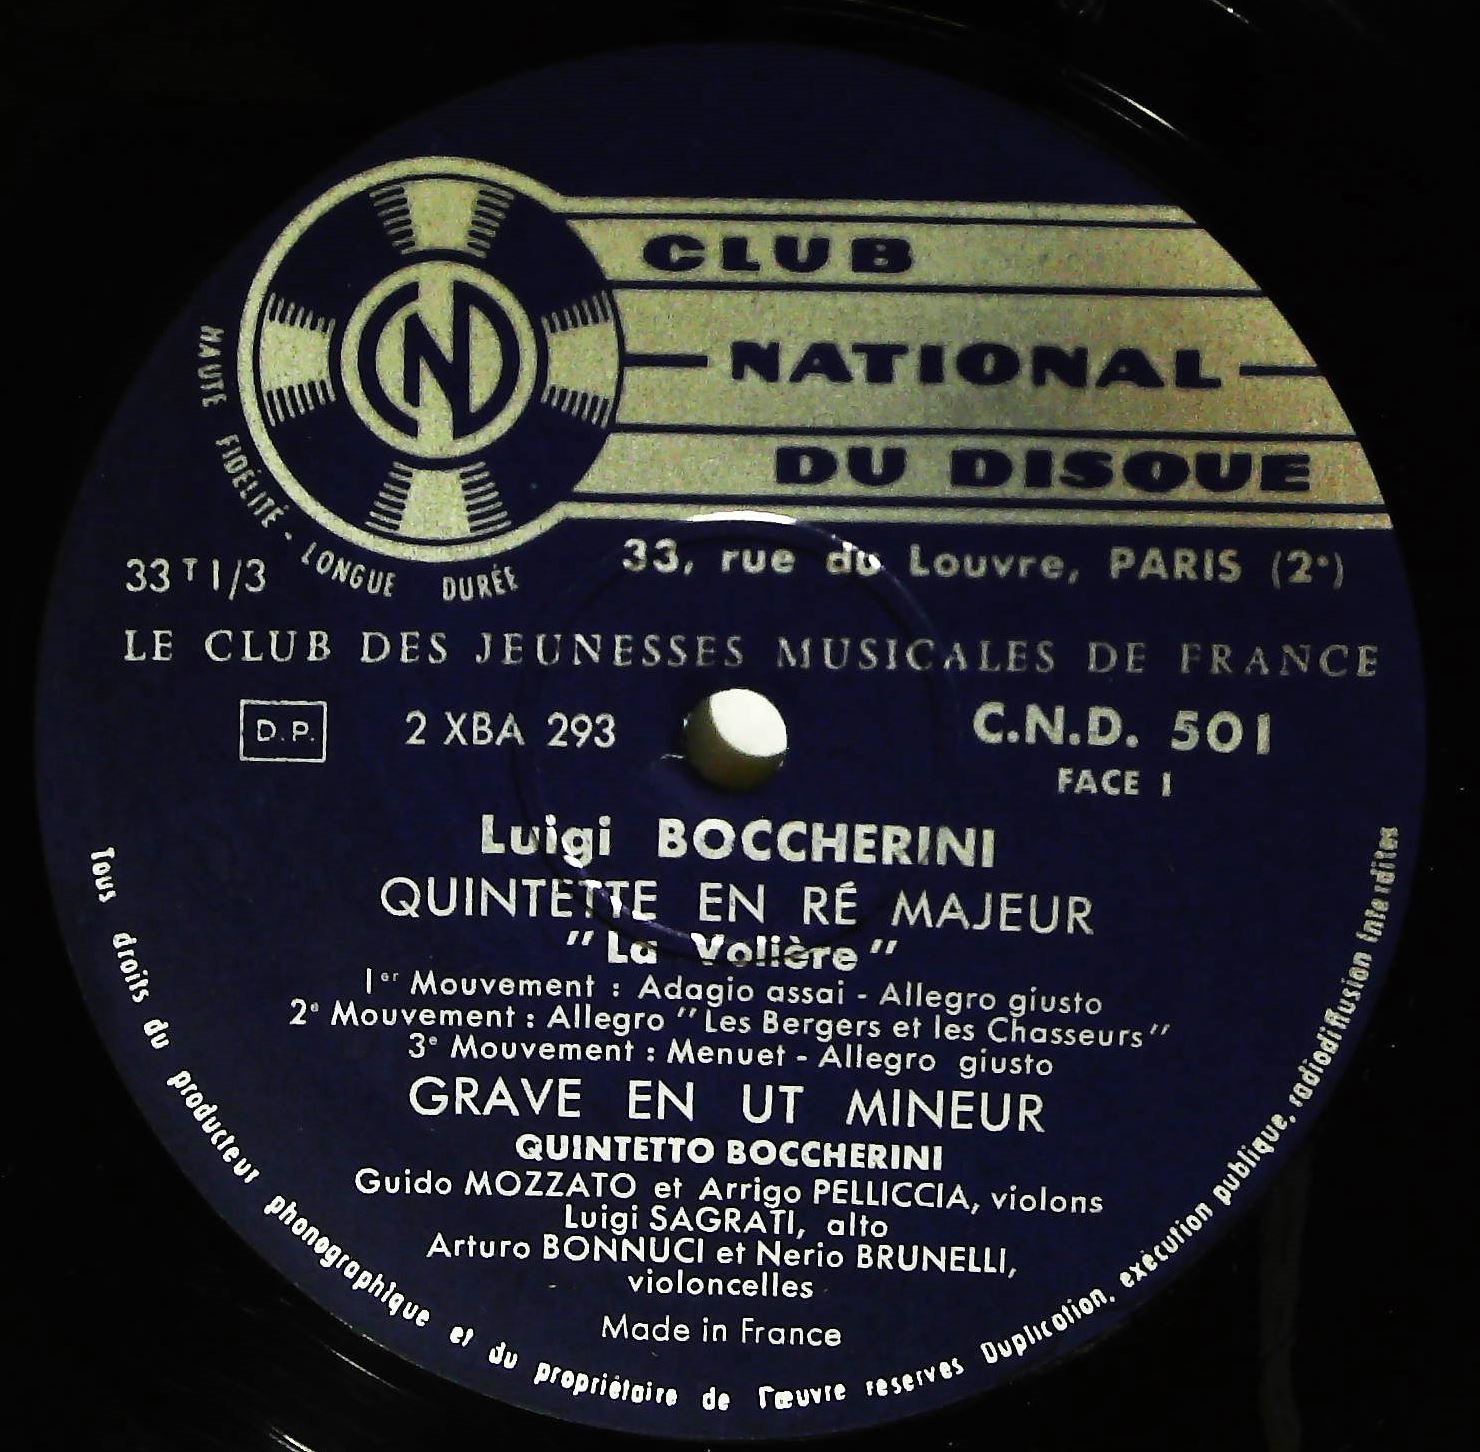 CLUB
NATIONAL
DU DISQUE
N
HAUTE FIDÉLITÉ - LONGUE DURÉE
33, rue du Louvre, PARIS (2e)
33 T 1/3
LE CLUB DES JEUNESSES MUSICALES DE FRANCE
D.P.
2 XBA 293
C.N.D. 501
FACE 1
Luigi BOCCHERINI
QUINTETTE EN RÉ MAJEUR
"La Volière"
1er Mouvement : Adagio assai - Allegro giusto
2e Mouvement : Allegro "Les Bergers et les Chasseurs"
3e Mouvement : Menuet - Allegro giusto
GRAVE EN UT MINEUR
QUINTETTO BOCCHERINI
Guido MOZZATO et Arrigo PELLICCIA, violons
Luigi SAGRATI, alto
Arturo BONNUCI et Nerio BRUNELLI,
violoncelles
Made in France
Tous droits du producteur phonographique et du propriétaire de l'œuvre reservés Duplication, exécution publique, radiodiffusion interdites